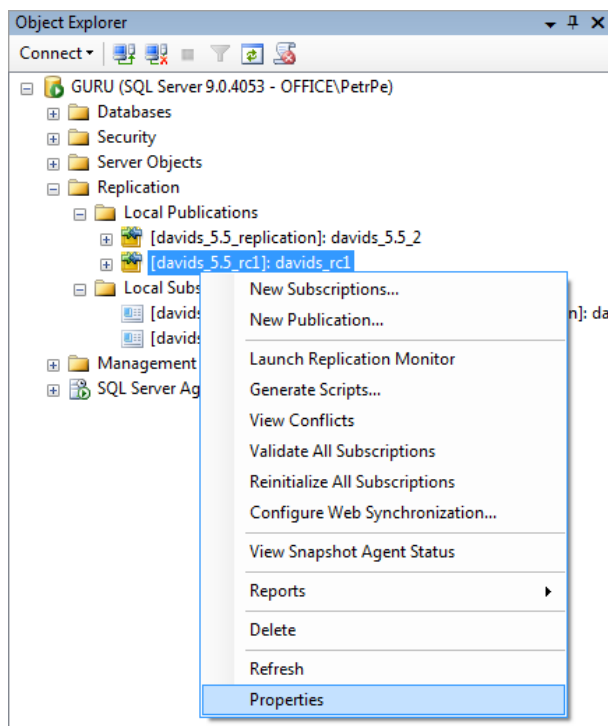 Object Explorer
Connect
GURU (SQL Server 9.0.4053 - OFFICE\PetrPe)
Databases
Security
Server Objects
Replication
Local Publications
[davids_5.5_replication]: davids_5.5_2
[davids_5.5_rc1]: davids_rc1
Local Subs
[davids n]: da
[davids
Management
SQL Server Ag
New Subscriptions...
New Publication...
Launch Replication Monitor
Generate Scripts...
View Conflicts
Validate All Subscriptions
Reinitialize All Subscriptions
Configure Web Synchronization...
View Snapshot Agent Status
Reports
Delete
Refresh
Properties